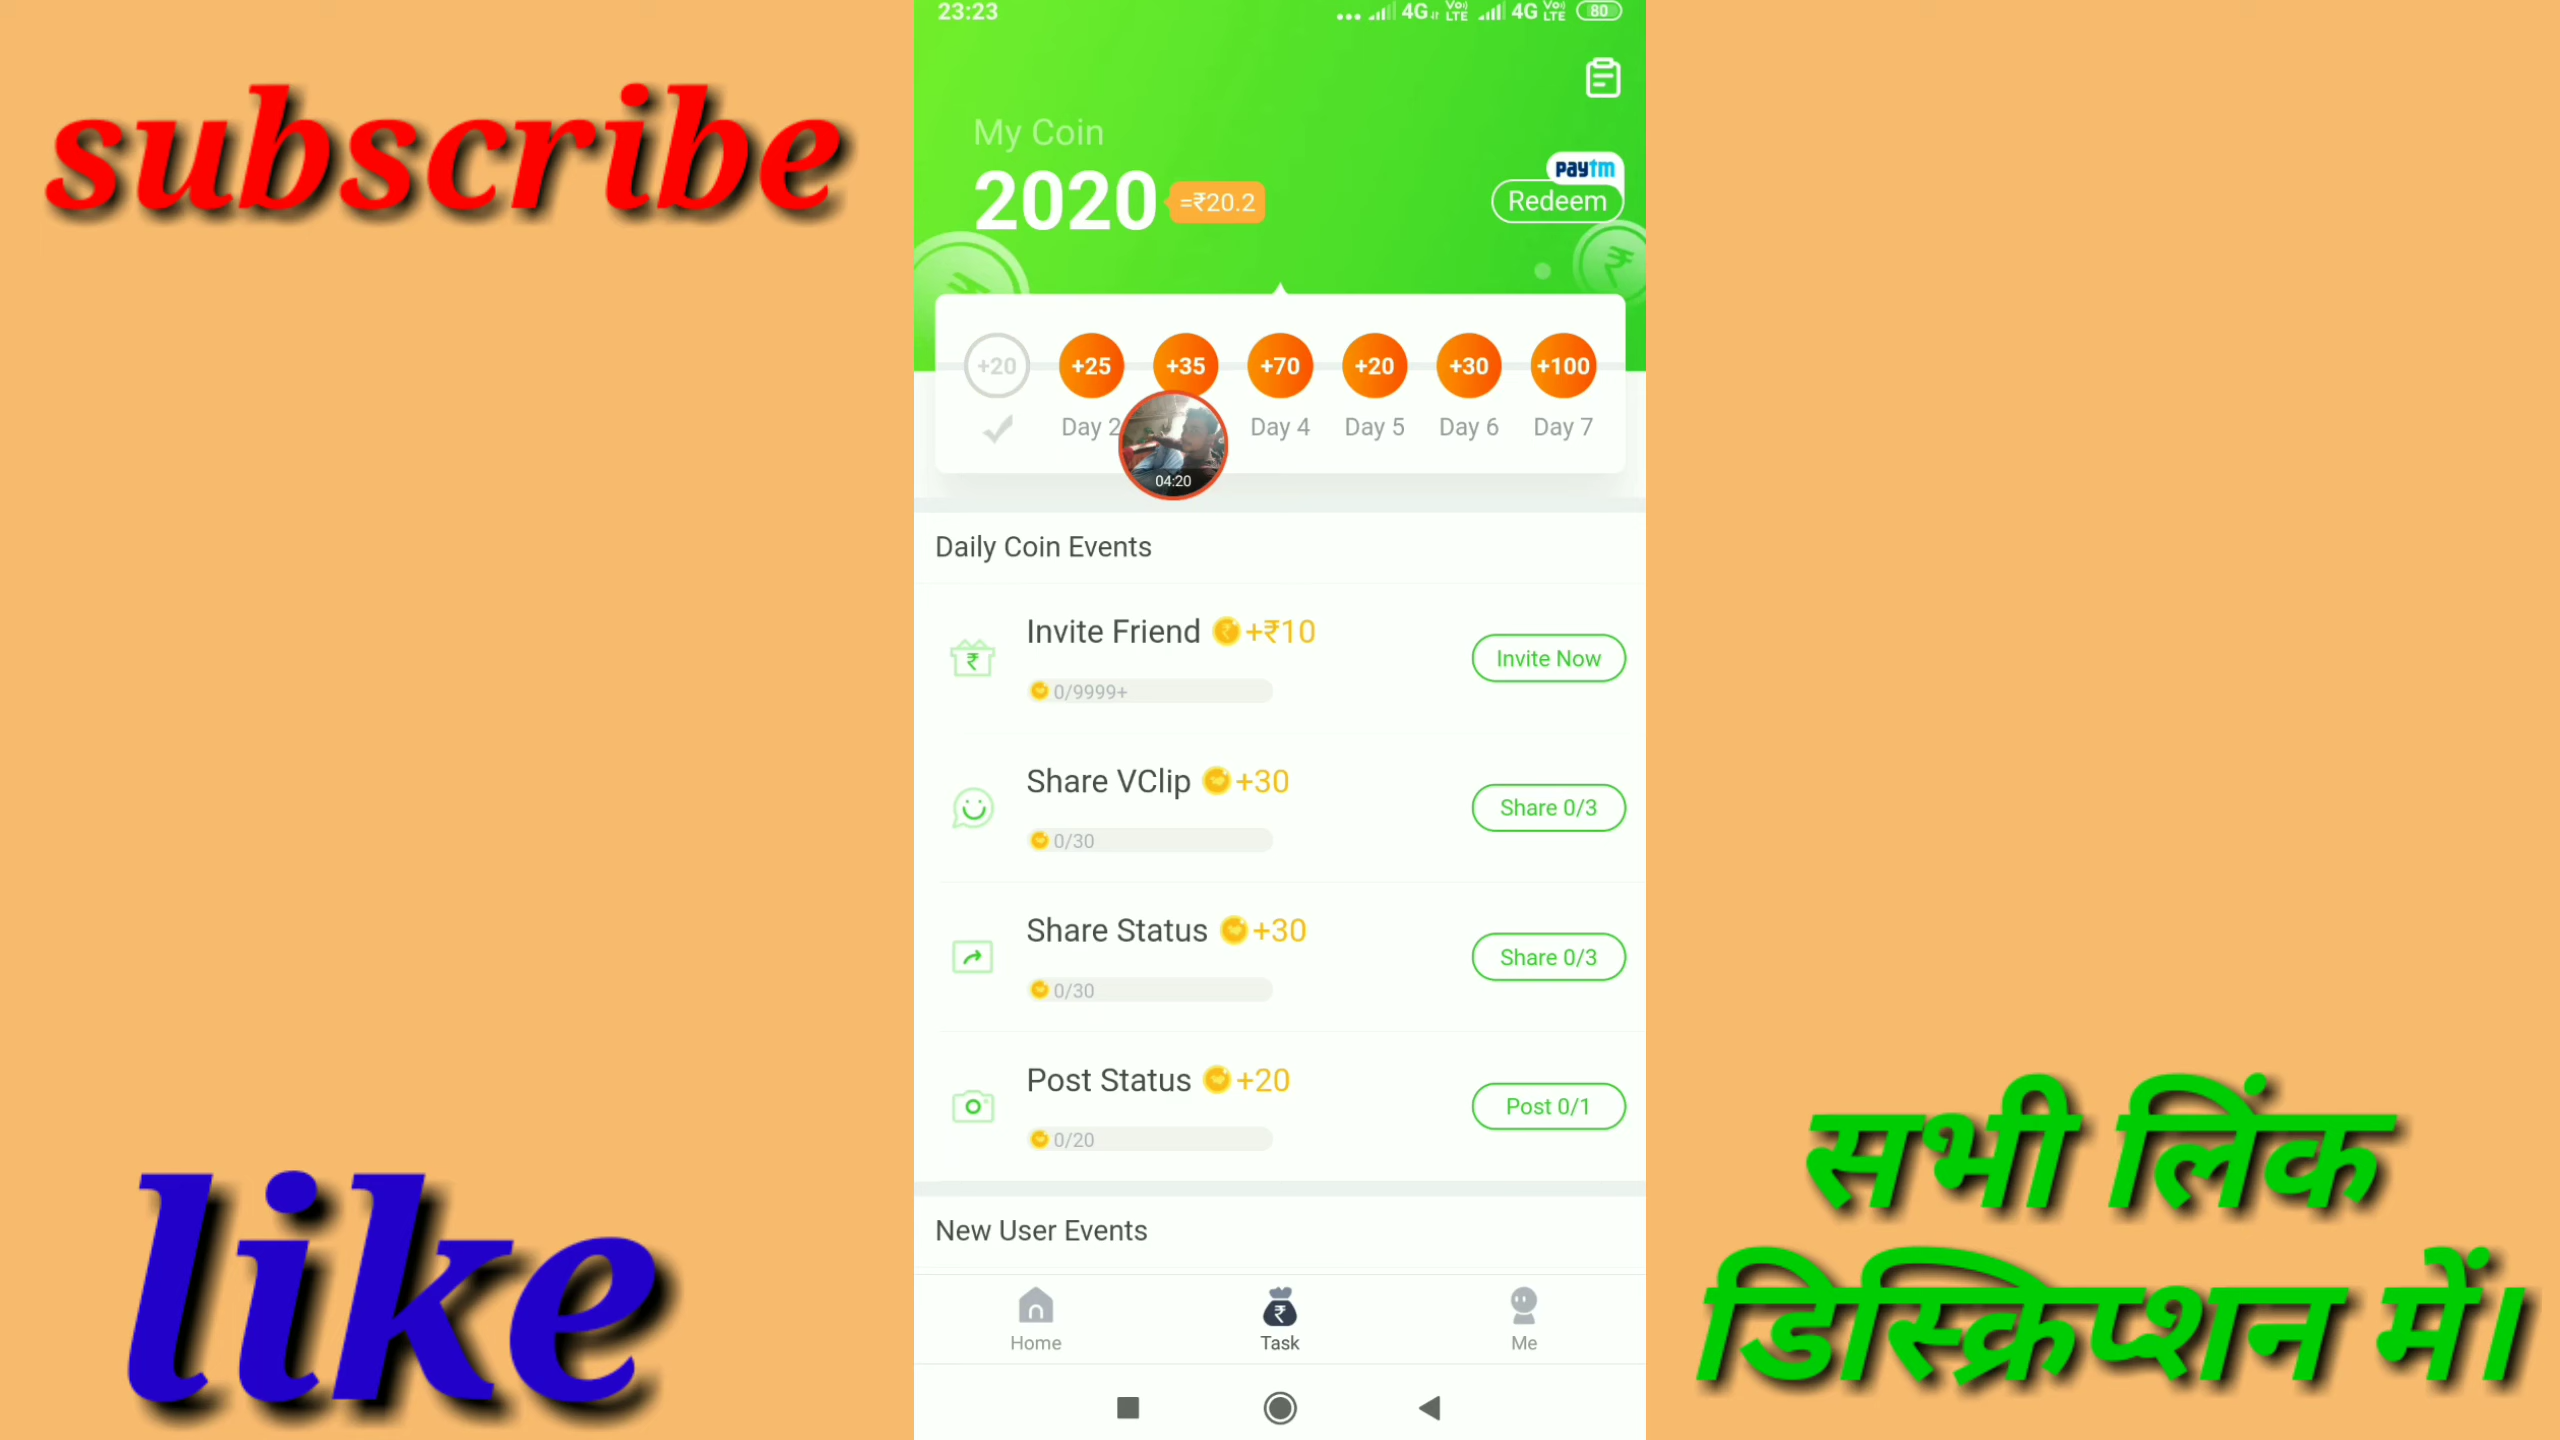 subscribe
23:23
4G VoLTE 4G VoLTE 80
My Coin
2020 =₹20.2
paytm
Redeem
+20 +25 +35 +70 +20 +30 +100
Day 2 Day 4 Day 5 Day 6 Day 7
04:20
Daily Coin Events
Invite Friend +₹10
Invite Now
0/9999+
Share VClip +30
Share 0/3
0/30
Share Status +30
Share 0/3
0/30
Post Status +20
Post 0/1
0/20
New User Events
Home Task Me
like
सभी लिंक
डिस्क्रिप्शन में।